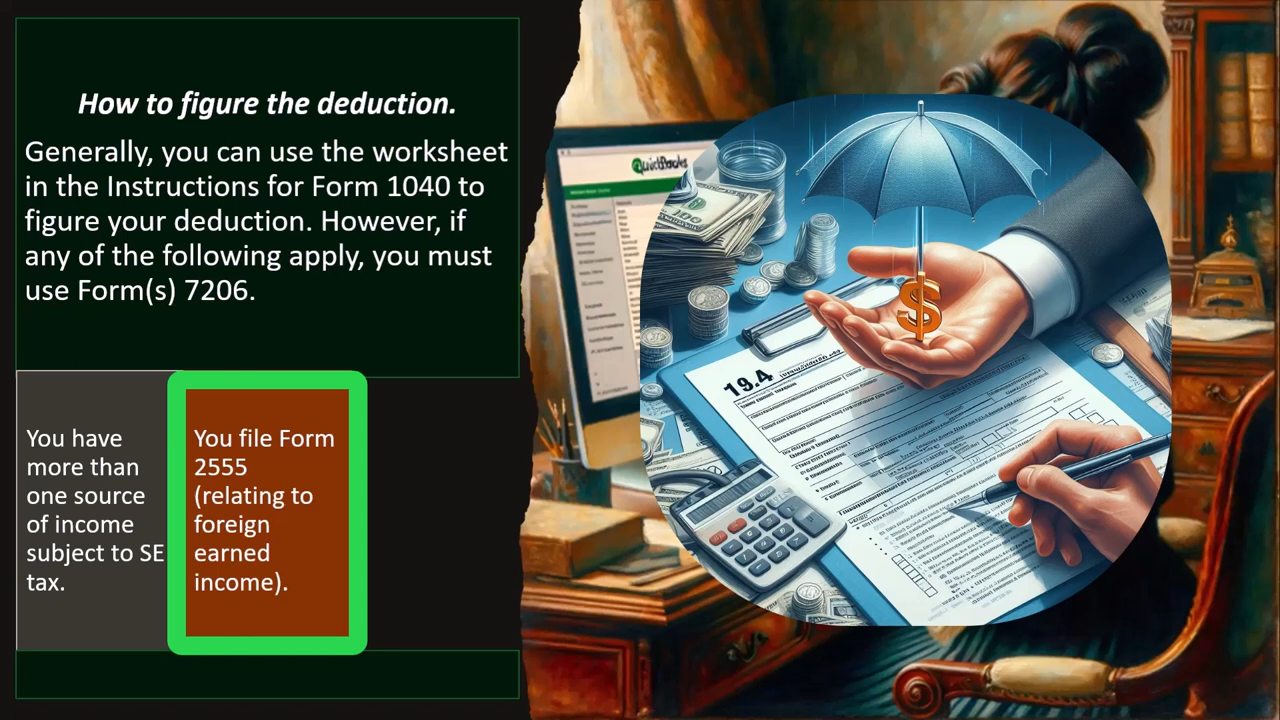 How to figure the deduction.
Generally, you can use the worksheet
in the Instructions for Form 1040 to
figure your deduction. However, if
any of the following apply, you must
use Form(s) 7206.
You have
more than
one source
of income
subject to SE
tax.
You file Form
2555
(relating to
foreign
earned
income).
QuickBooks
100
19.4
$